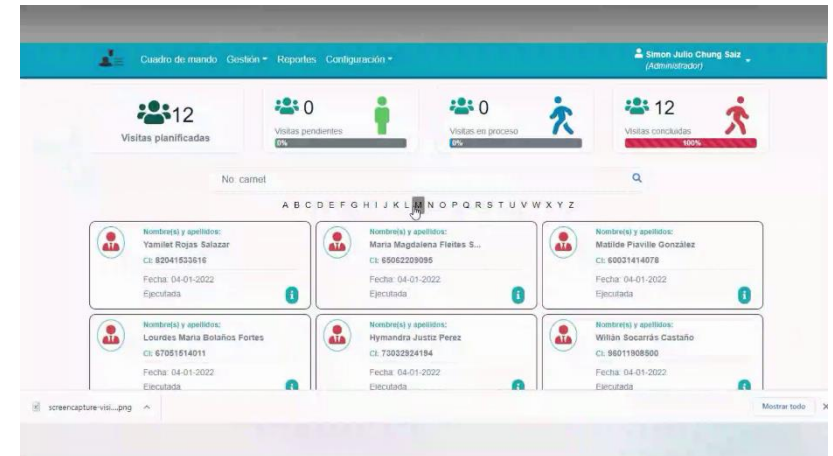 Cuadro de mando Gestión Reportes Configuración
Simon Julio Chung Saiz
(Administrador)
12
Visitas planificadas
0
Visitas pendientes
0%
0
Visitas en proceso
0%
12
Visitas concluidas
100%
No. carnet
A B C D E F G H I J K L M N O P Q R S T U V W X Y Z
Nombre(s) y apellidos:
Yamilet Rojas Salazar
CI: 82041533616
Fecha: 04-01-2022
Ejecutada
Nombre(s) y apellidos:
Maria Magdalena Fleites S...
CI: 65062209095
Fecha: 04-01-2022
Ejecutada
Nombre(s) y apellidos:
Matilde Piaville González
CI: 60031414078
Fecha: 04-01-2022
Ejecutada
Nombre(s) y apellidos:
Lourdes Maria Bolaños Fortes
CI: 67051514011
Fecha: 04-01-2022
Ejecutada
Nombre(s) y apellidos:
Hymandra Justiz Perez
CI: 73032924194
Fecha: 04-01-2022
Ejecutada
Nombre(s) y apellidos:
Willán Socarrás Castaño
CI: 96011908500
Fecha: 04-01-2022
Ejecutada
screencapture-visi....png
Mostrar todo